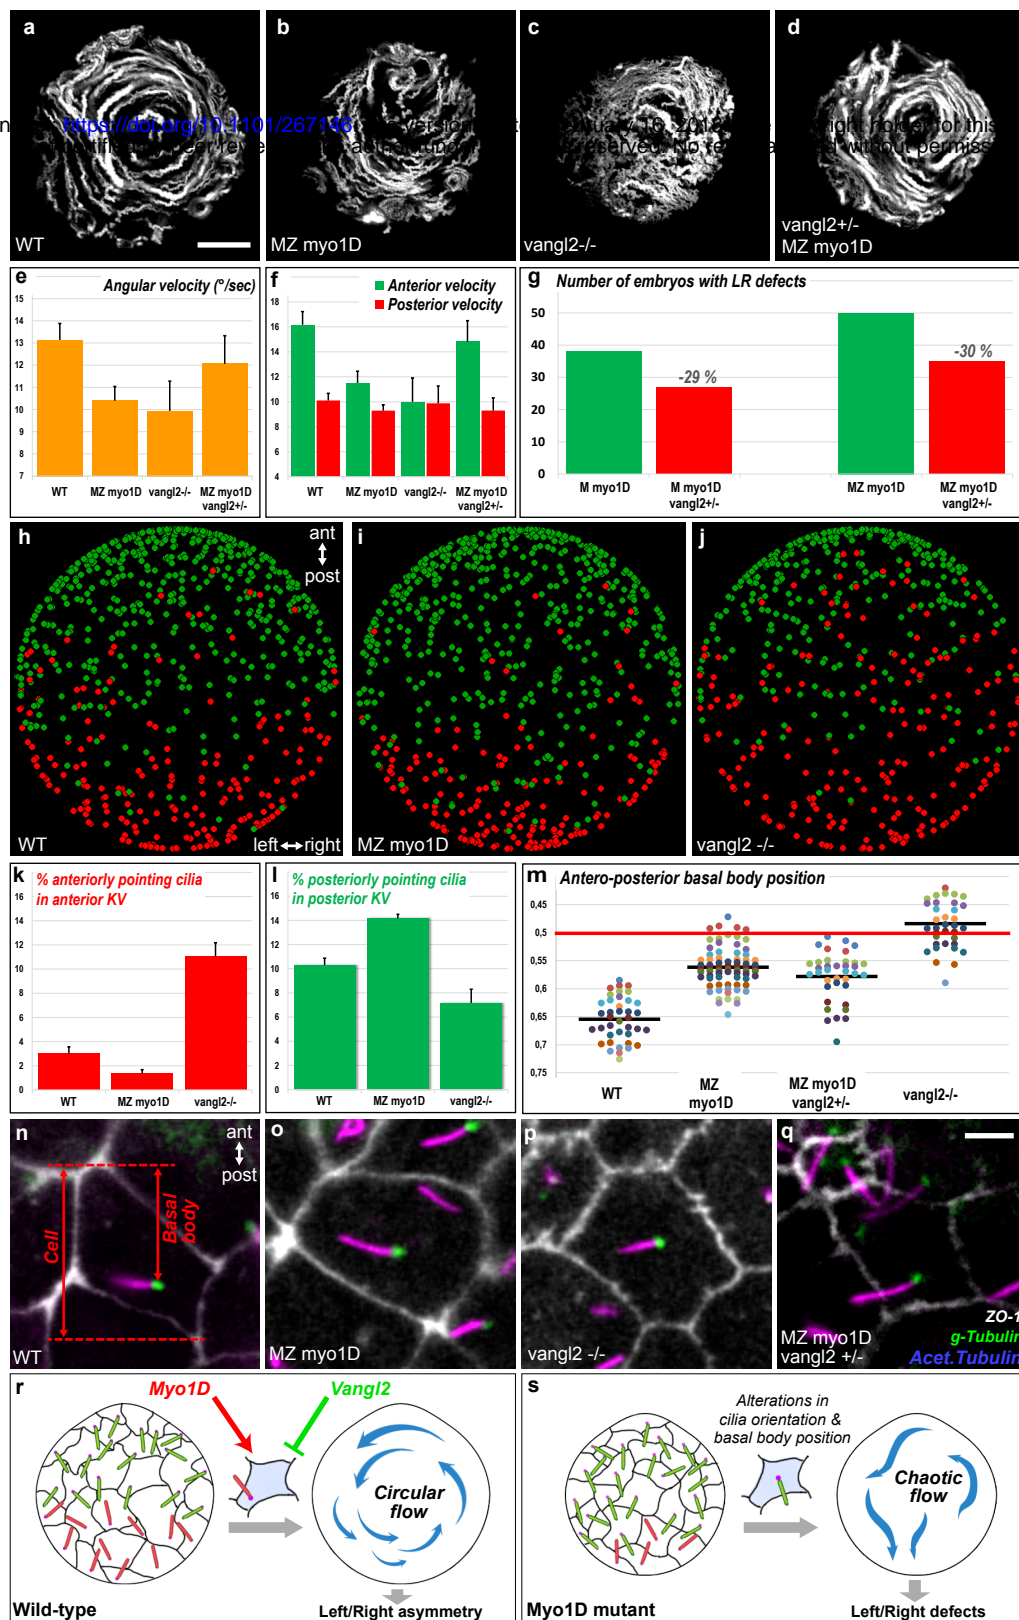 a
b
c
d
https://doi.org/10.1101/267146
WT
MZ myo1D
vangl2-/-
vangl2+/-
MZ myo1D
e
Angular velocity (°/sec)
15
14
13
12
11
10
9
8
7
WT
MZ myo1D
vangl2-/-
MZ myo1D
vangl2+/-
f
Anterior velocity
Posterior velocity
18
16
14
12
10
8
6
4
WT
MZ myo1D
vangl2-/-
MZ myo1D
vangl2+/-
g
Number of embryos with LR defects
50
40
30
20
10
0
-29 %
-30 %
M myo1D
M myo1D
vangl2+/-
MZ myo1D
MZ myo1D
vangl2+/-
h
ant
post
WT
left
right
i
MZ myo1D
j
vangl2 -/-
k
% anteriorly pointing cilia
in anterior KV
14
12
10
8
6
4
2
0
WT
MZ myo1D
vangl2-/-
l
% posteriorly pointing cilia
in posterior KV
14
12
10
8
6
4
2
0
WT
MZ myo1D
vangl2-/-
m
Antero-posterior basal body position
0,45
0,5
0,55
0,6
0,65
0,7
0,75
WT
MZ
myo1D
MZ myo1D
vangl2+/-
vangl2-/-
n
ant
post
Cell
Basal
body
WT
o
MZ myo1D
p
vangl2 -/-
q
MZ myo1D
vangl2 +/-
ZO-1
g-Tubulin
Acet.Tubulin
r
Myo1D
Vangl2
Circular
flow
Wild-type
Left/Right asymmetry
s
Alterations in
cilia orientation &
basal body position
Chaotic
flow
Myo1D mutant
Left/Right defects